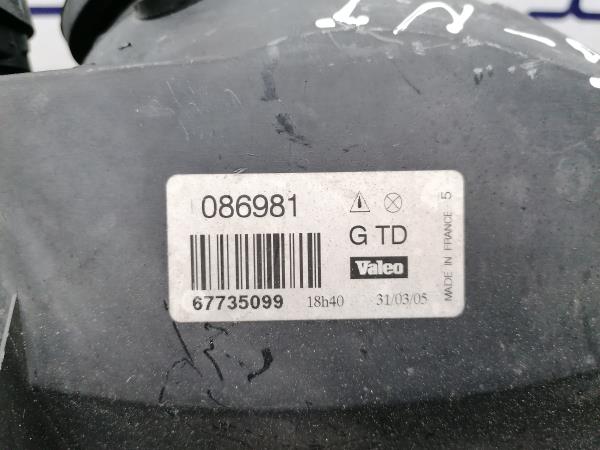 086981
G TD
Valeo
67735099 18h40 31/03/05
MADE IN FRANCE 5